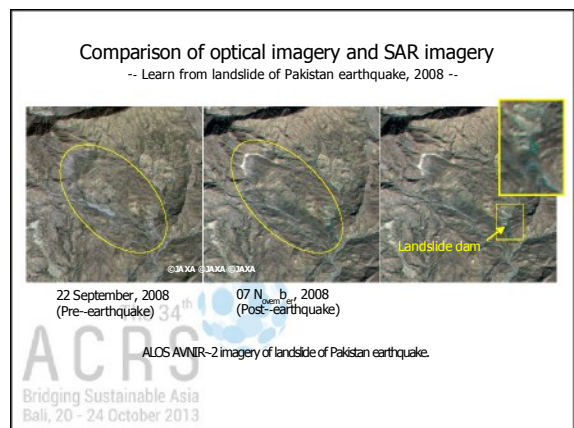 Comparison of optical imagery and SAR imagery
-- Learn from landslide of Pakistan earthquake, 2008 --
Landslide dam
©JAXA ©JAXA ©JAXA
22 September, 2008
(Pre--earthquake)
07 November, 2008
(Post--earthquake)
The 34th
ALOS AVNIR-2 imagery of landslide of Pakistan earthquake.
ACRS
Bridging Sustainable Asia
Bali, 20 - 24 October 2013